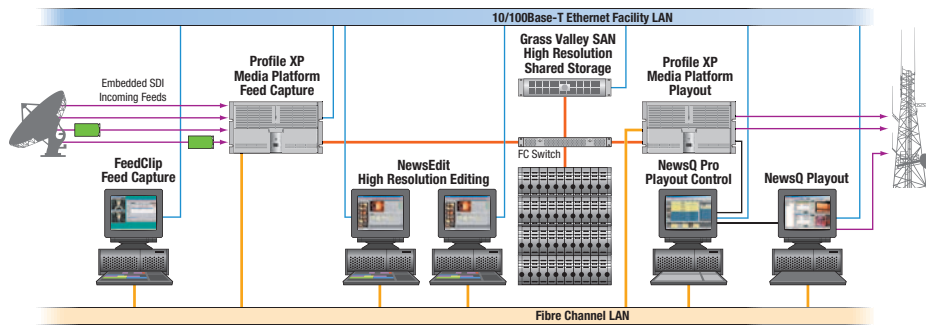 10/100Base-T Ethernet Facility LAN
Profile XP
Media Platform
Feed Capture
Grass Valley SAN
High Resolution
Shared Storage
Profile XP
Media Platform
Playout
Embedded SDI
Incoming Feeds
FC Switch
FeedClip
Feed Capture
NewsEdit
High Resolution Editing
NewsQ Pro
Playout Control
NewsQ Playout
Fibre Channel LAN